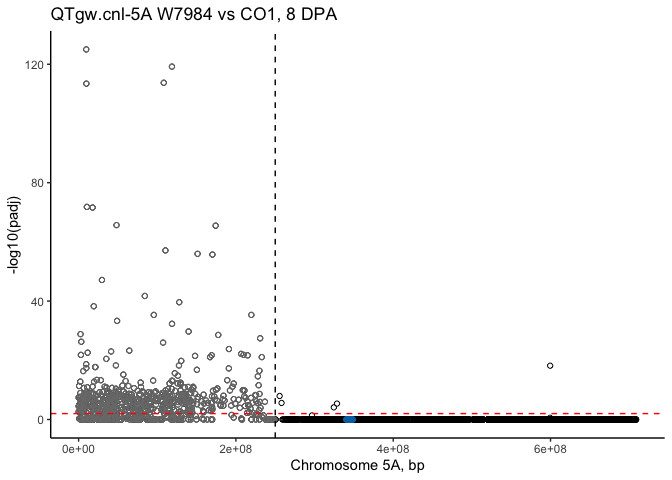 QTgw.cnl-5A W7984 vs CO1, 8 DPA
120
80
40
0
-log10(padj)
0e+00 2e+08 4e+08 6e+08
Chromosome 5A, bp